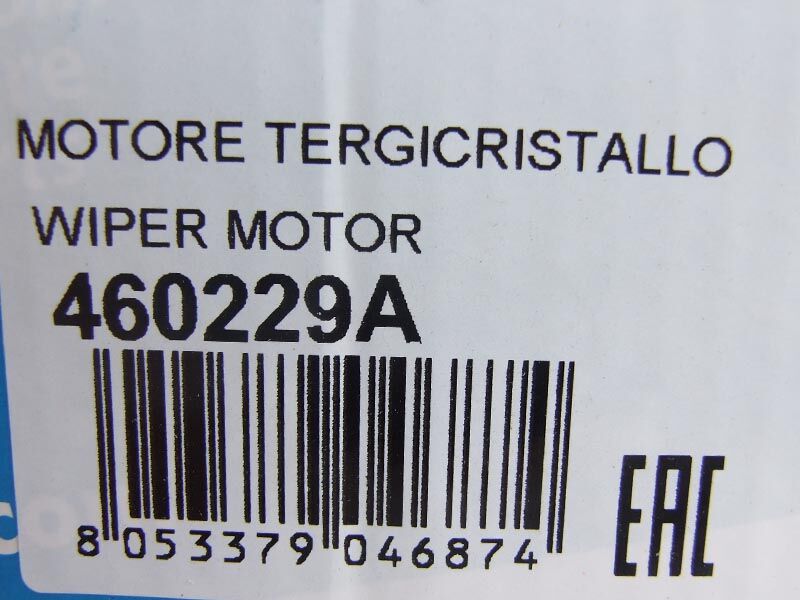 MOTORE TERGICRISTALLO
WIPER MOTOR
460229A
8 053379 046874
EAC